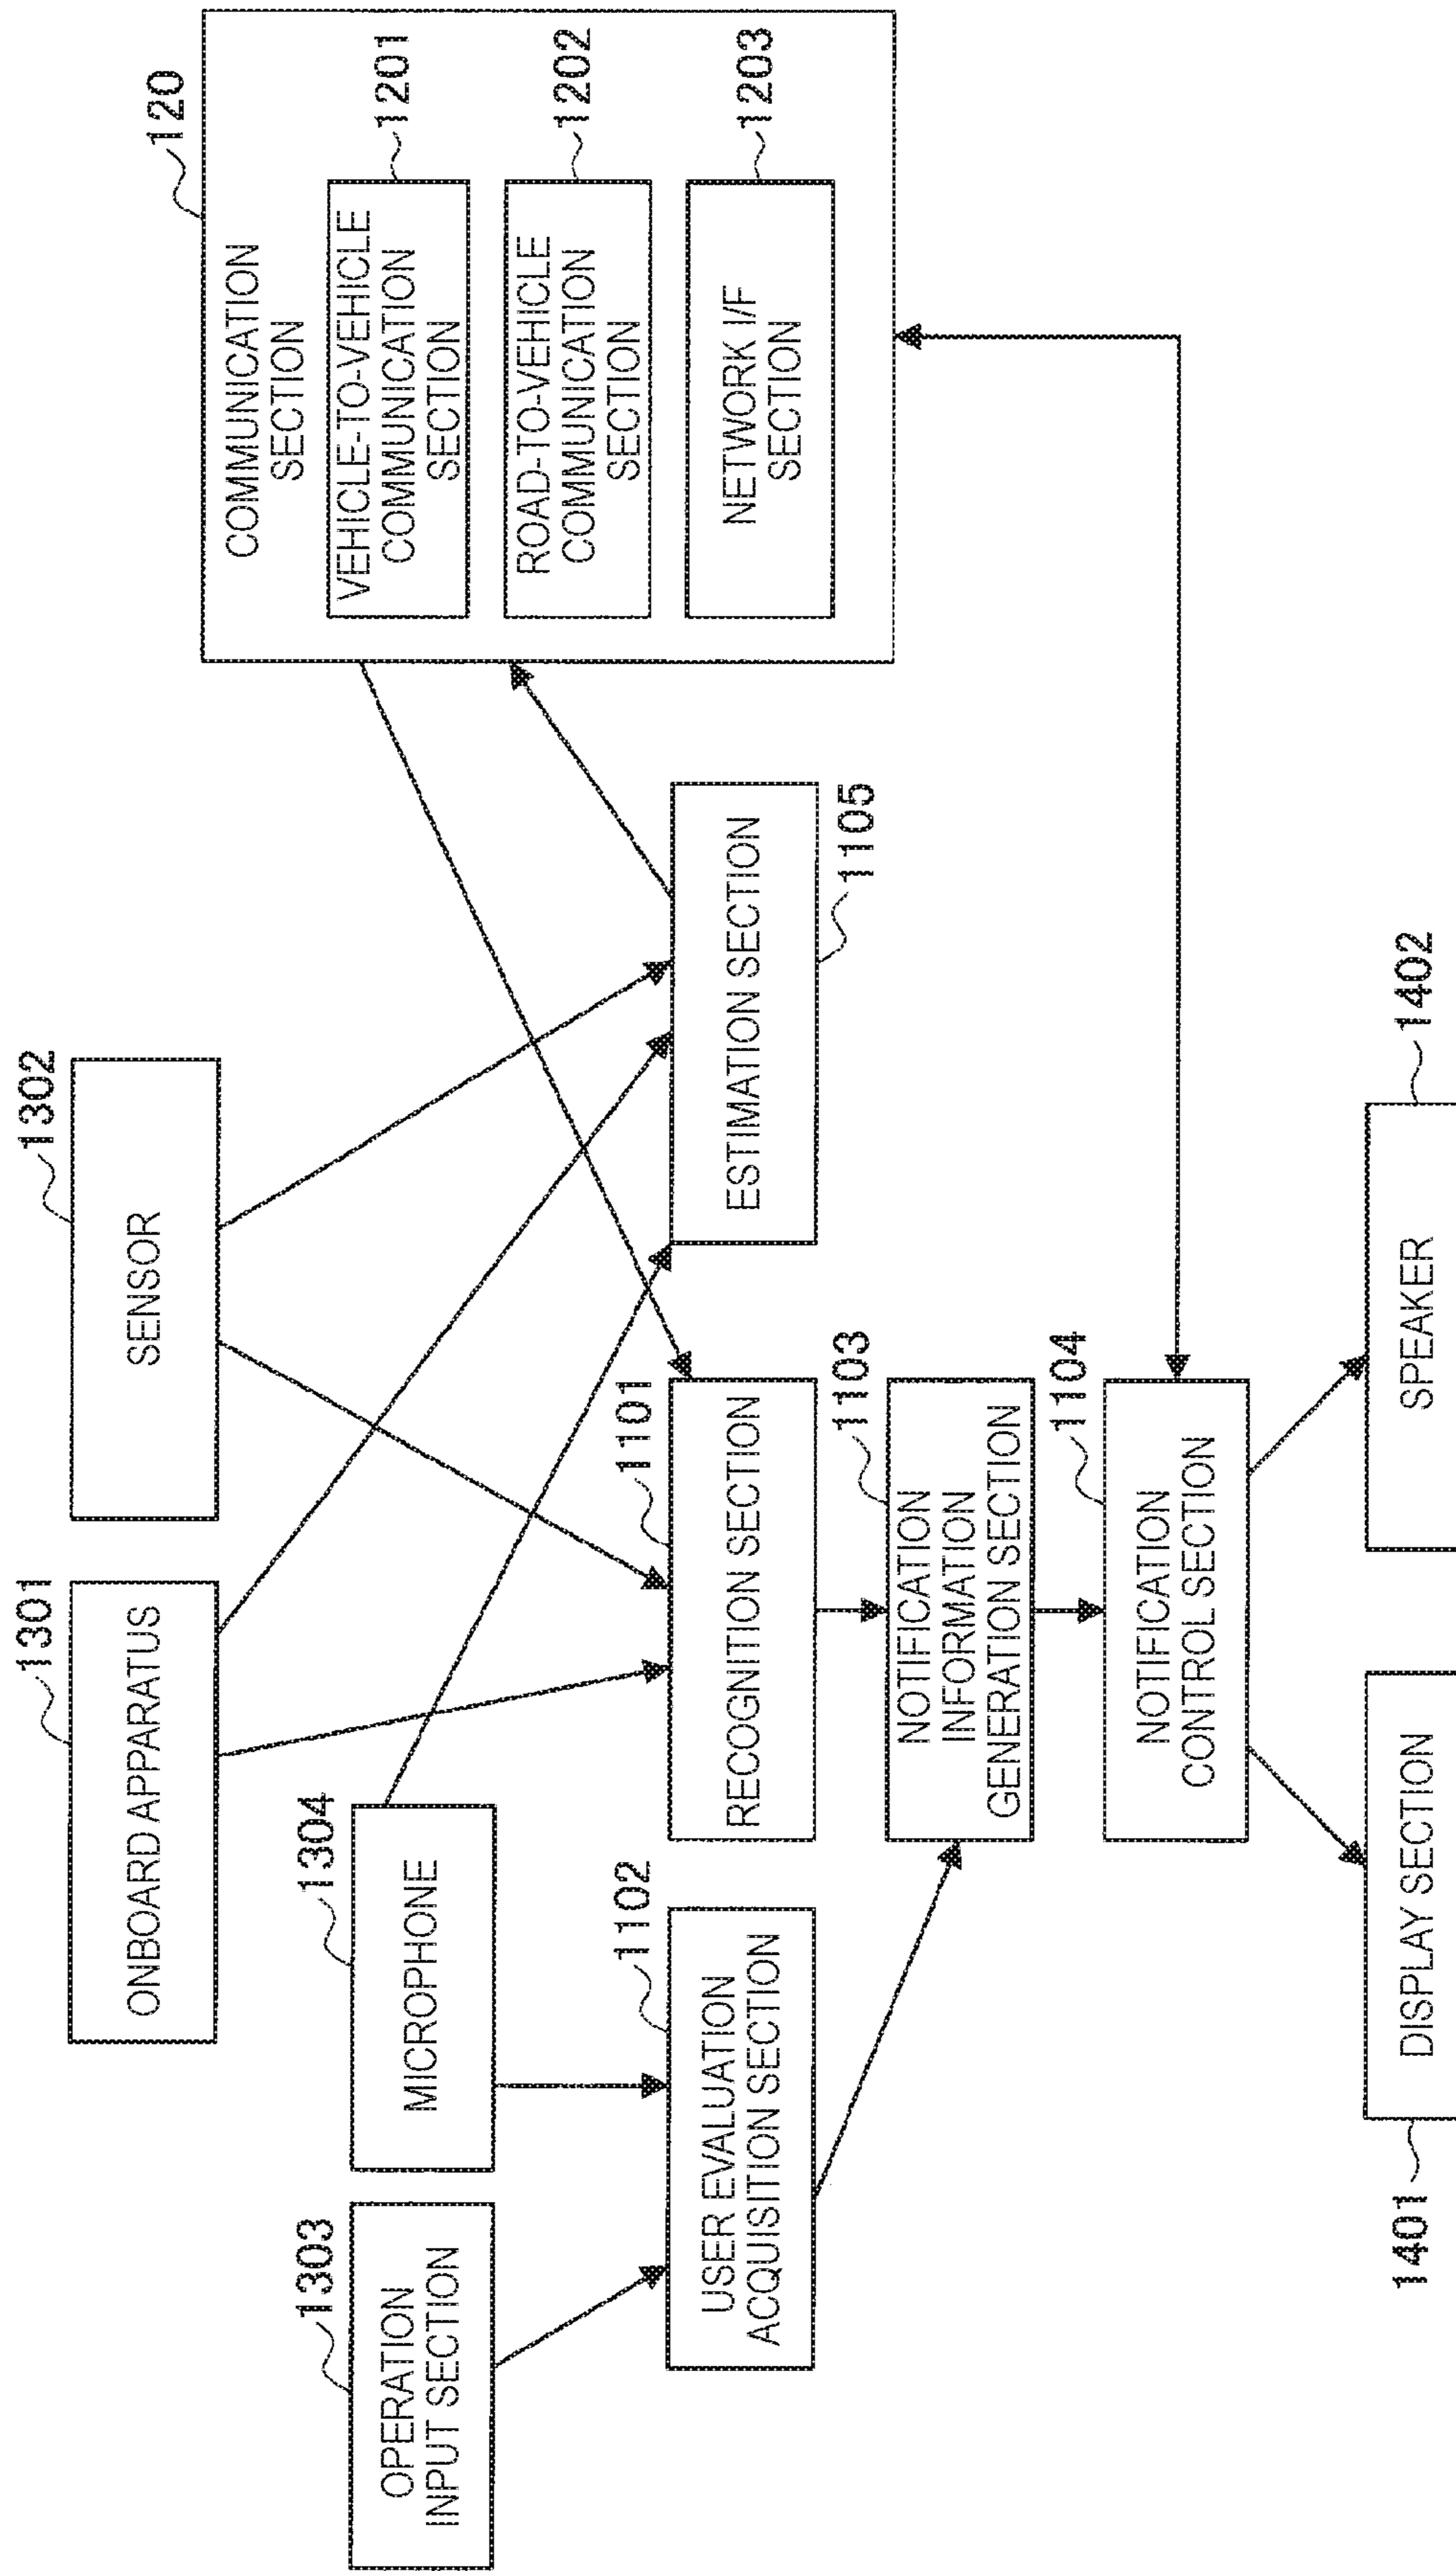 1301
ONBOARD APPARATUS
1302
SENSOR
120
COMMUNICATION
SECTION
1303
OPERATION
INPUT SECTION
1304
MICROPHONE
VEHICLE-TO-VEHICLE
COMMUNICATION
SECTION
1201
ROAD-TO-VEHICLE
COMMUNICATION
SECTION
1202
NETWORK I/F
SECTION
1203
1102
USER EVALUATION
ACQUISITION SECTION
1101
RECOGNITION SECTION
ESTIMATION SECTION
1105
1103
NOTIFICATION
INFORMATION
GENERATION SECTION
1104
NOTIFICATION
CONTROL SECTION
1401
DISPLAY SECTION
1402
SPEAKER